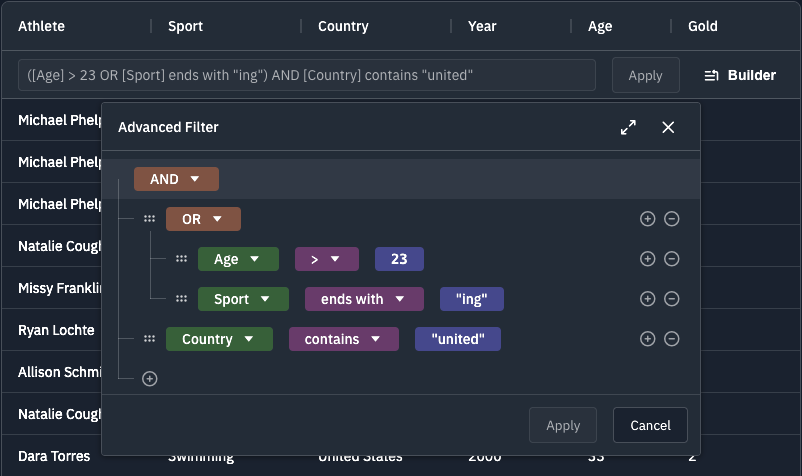 Athlete Sport Country Year Age Gold
([Age] > 23 OR [Sport] ends with "ing") AND [Country] contains "united" Apply Builder
Michael Phelp
Advanced Filter
Michael Phelp
AND
Michael Phelp
OR
Natalie Cough
Age > 23
Missy Franklin
Sport ends with "ing"
Ryan Lochte
Country contains "united"
Allison Schmi
Natalie Cough
Apply Cancel
Dara Torres Swimming United States 2000 33 2